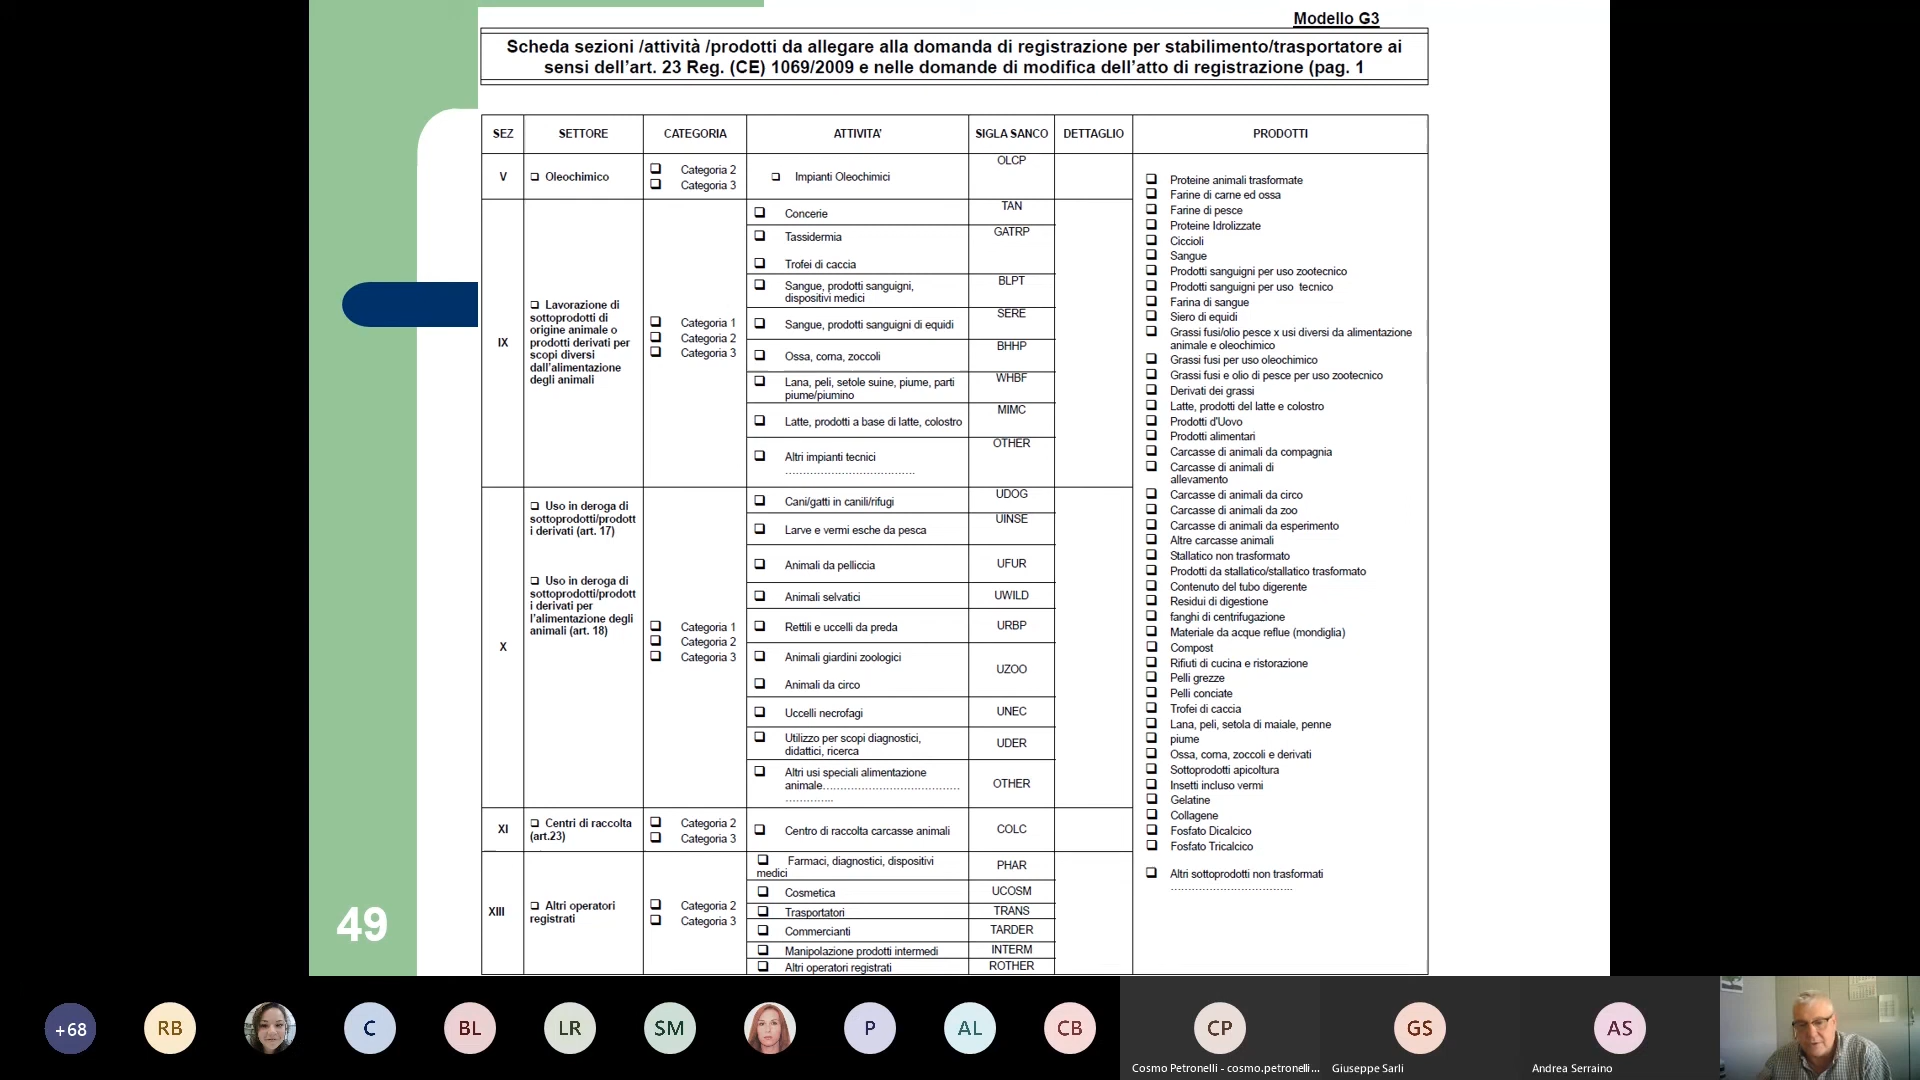 Modello G3
Scheda sezioni /attività /prodotti da allegare alla domanda di registrazione per stabilimento/trasportatore ai
sensi dell'art. 23 Reg. (CE) 1069/2009 e nelle domande di modifica dell'atto di registrazione (pag. 1
SEZ SETTORE CATEGORIA ATTIVITA' SIGLA SANCO DETTAGLIO PRODOTTI
V
Oleochimico
Categoria 2
Categoria 3
Impianti Oleochimici
OLCP
IX
Lavorazione di
sottoprodotti di
origine animale o
prodotti derivati per
scopi diversi
dall'alimentazione
degli animali
Categoria 1
Categoria 2
Categoria 3
Concerie
TAN
Tassidermia
Trofei di caccia
GATRP
Sangue, prodotti sanguigni,
dispositivi medici
BLPT
Sangue, prodotti sanguigni di equidi
SERE
Ossa, corna, zoccoli
BHHP
Lana, peli, setole suine, piume, parti
piume/piumino
WHBF
Latte, prodotti a base di latte, colostro
MIMC
Altri impianti tecnici
.....................................
OTHER
X
Uso in deroga di
sottoprodotti/prodott
i derivati (art. 17)
Uso in deroga di
sottoprodotti/prodott
i derivati per
l'alimentazione degli
animali (art. 18)
Categoria 1
Categoria 2
Categoria 3
Cani/gatti in canili/rifugi
UDOG
Larve e vermi esche da pesca
UINSE
Animali da pelliccia
UFUR
Animali selvatici
UWILD
Rettili e uccelli da preda
URBP
Animali giardini zoologici
Animali da circo
UZOO
Uccelli necrofagi
UNEC
Utilizzo per scopi diagnostici,
didattici, ricerca
UDER
Altri usi speciali alimentazione
animale.......................................
..............
OTHER
XI
Centri di raccolta
(art.23)
Categoria 2
Categoria 3
Centro di raccolta carcasse animali
COLC
XIII
Altri operatori
registrati
Categoria 2
Categoria 3
Farmaci, diagnostici, dispositivi
medici
PHAR
Cosmetica
UCOSM
Trasportatori
TRANS
Commercianti
TARDER
Manipolazione prodotti intermedi
INTERM
Altri operatori registrati
ROTHER
Proteine animali trasformate
Farine di carne ed ossa
Farine di pesce
Proteine Idrolizzate
Ciccioli
Sangue
Prodotti sanguigni per uso zootecnico
Prodotti sanguigni per uso tecnico
Farina di sangue
Siero di equidi
Grassi fusi/olio pesce x usi diversi da alimentazione
animale e oleochimico
Grassi fusi per uso oleochimico
Grassi fusi e olio di pesce per uso zootecnico
Derivati dei grassi
Latte, prodotti del latte e colostro
Prodotti d'Uovo
Prodotti alimentari
Carcasse di animali da compagnia
Carcasse di animali di
allevamento
Carcasse di animali da circo
Carcasse di animali da zoo
Carcasse di animali da esperimento
Altre carcasse animali
Stallatico non trasformato
Prodotti da stallatico/stallatico trasformato
Contenuto del tubo digerente
Residui di digestione
fanghi di centrifugazione
Materiale da acque reflue (mondiglia)
Compost
Rifiuti di cucina e ristorazione
Pelli grezze
Pelli conciate
Trofei di caccia
Lana, peli, setola di maiale, penne
piume
Ossa, corna, zoccoli e derivati
Sottoprodotti apicoltura
Insetti incluso vermi
Gelatine
Collagene
Fosfato Dicalcico
Fosfato Tricalcico
Altri sottoprodotti non trasformati
...................................
49
+68 RB C BL LR SM P AL CB CP GS AS
Cosmo Petronelli - cosmo.petronelli... Giuseppe Sarli Andrea Serraino